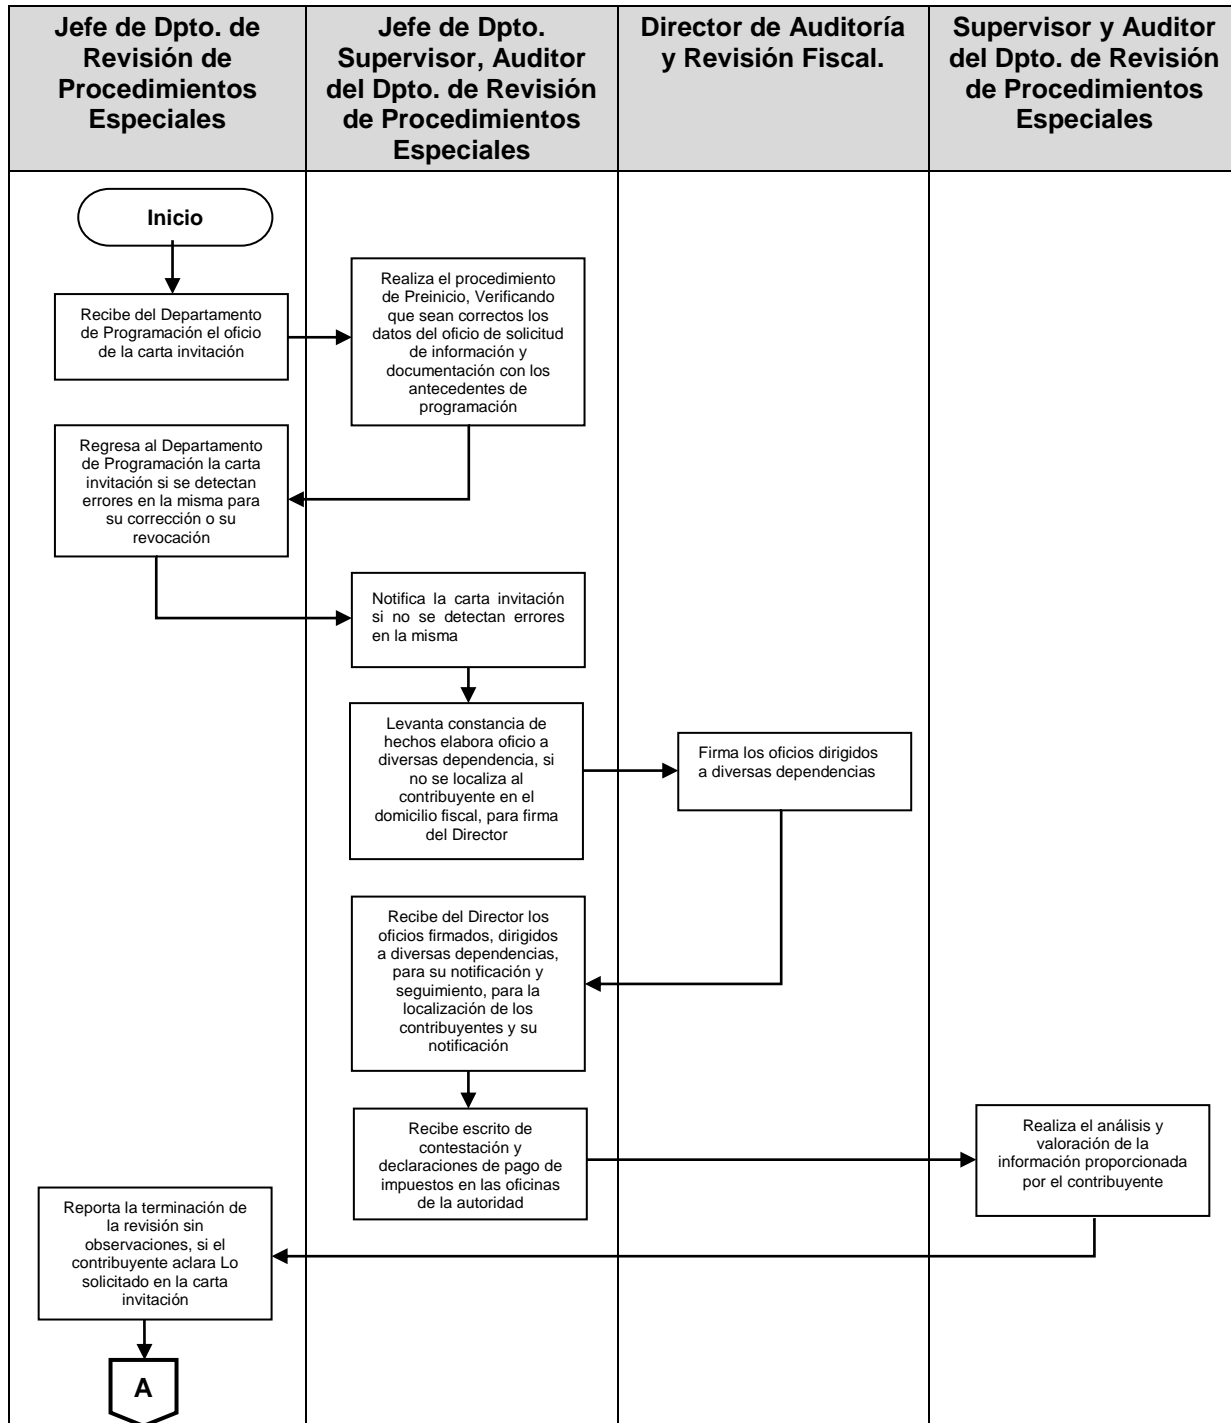 Jefe de Dpto. de
Revisión de
Procedimientos
Especiales
Jefe de Dpto.
Supervisor, Auditor
del Dpto. de Revisión
de Procedimientos
Especiales
Director de Auditoría
y Revisión Fiscal.
Supervisor y Auditor
del Dpto. de Revisión
de Procedimientos
Especiales
Inicio
Recibe del Departamento
de Programación el oficio
de la carta invitación
Realiza el procedimiento
de Preinicio, Verificando
que sean correctos los
datos del oficio de solicitud
de información y
documentación con los
antecedentes de
programación
Regresa al Departamento
de Programación la carta
invitación si se detectan
errores en la misma para
su corrección o su
revocación
Notifica la carta invitación
si no se detectan errores
en la misma
Levanta constancia de
hechos elabora oficio a
diversas dependencia, si
no se localiza al
contribuyente en el
domicilio fiscal, para firma
del Director
Firma los oficios dirigidos
a diversas dependencias
Recibe del Director los
oficios firmados, dirigidos
a diversas dependencias,
para su notificación y
seguimiento, para la
localización de los
contribuyentes y su
notificación
Recibe escrito de
contestación y
declaraciones de pago de
impuestos en las oficinas
de la autoridad
Realiza el análisis y
valoración de la
información proporcionada
por el contribuyente
Reporta la terminación de
la revisión sin
observaciones, si el
contribuyente aclara Lo
solicitado en la carta
invitación
A